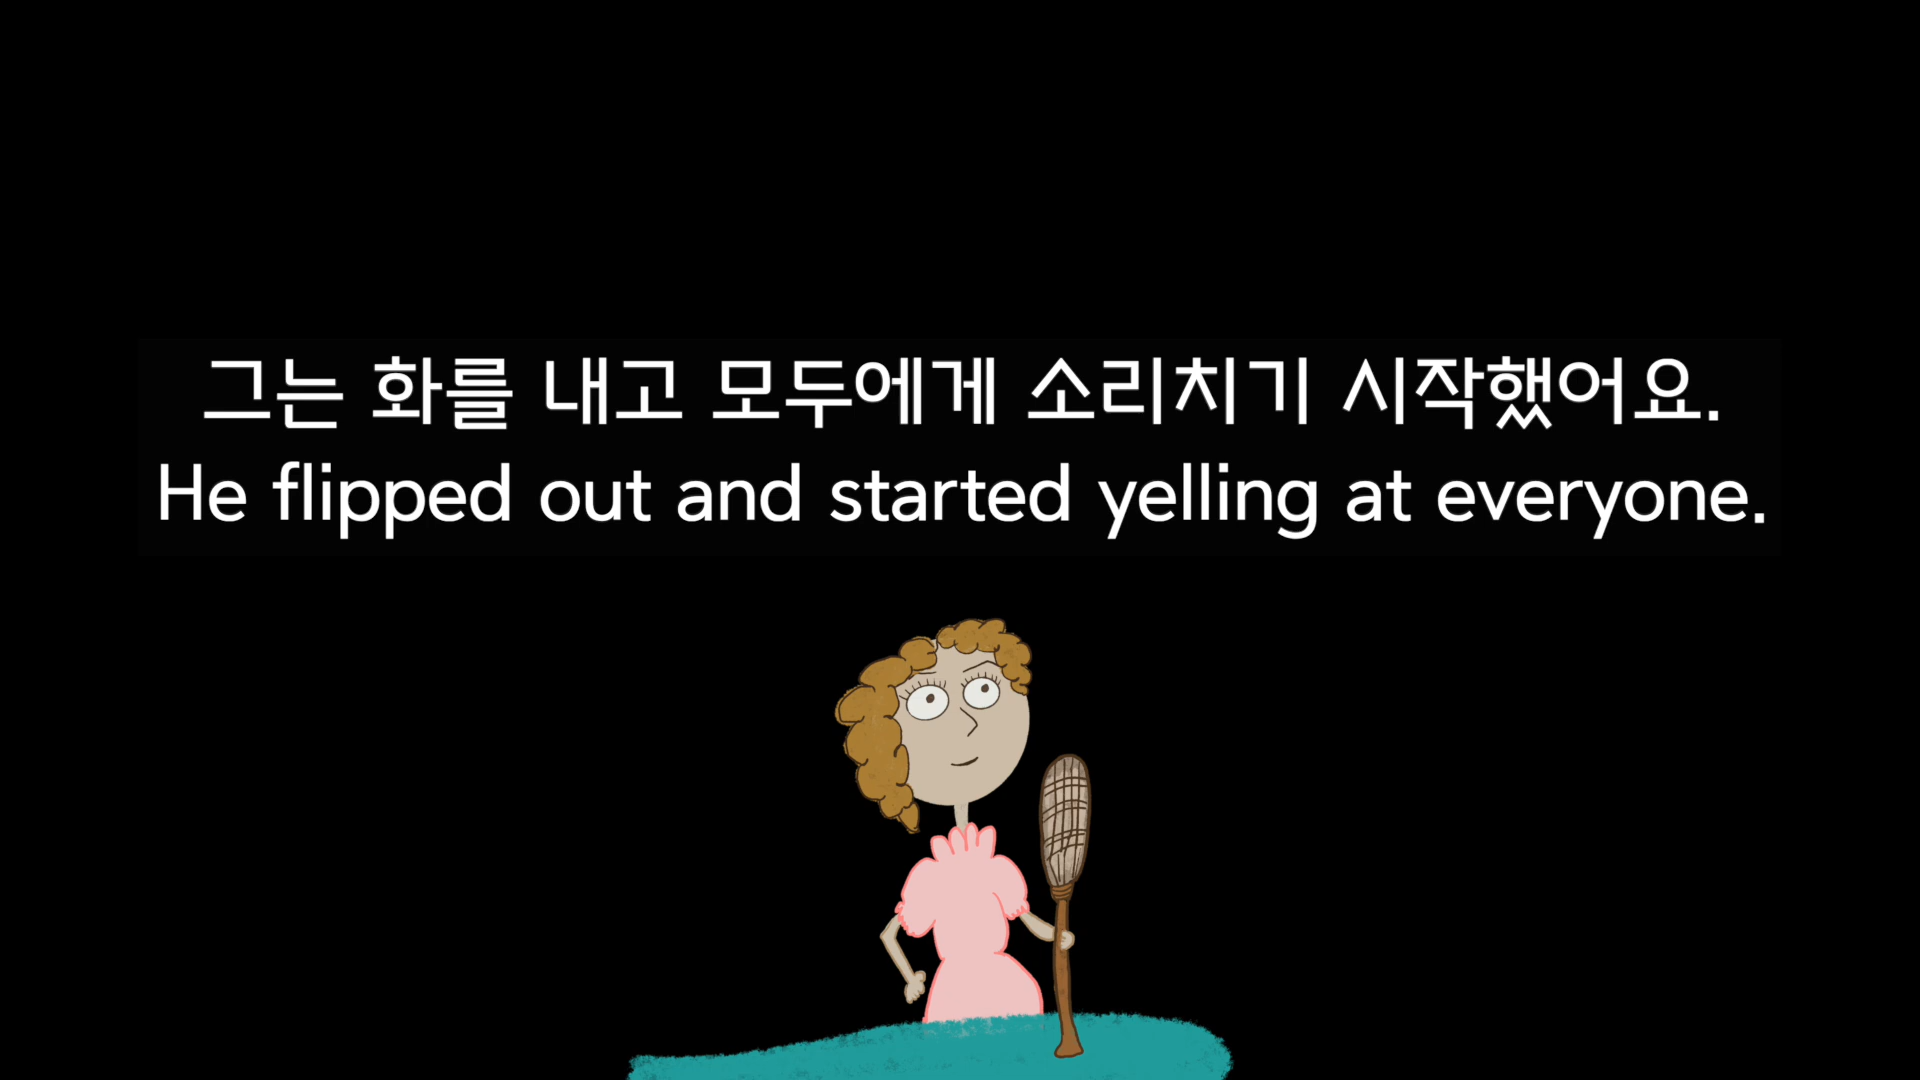 그는 화를 내고 모두에게 소리치기 시작했어요.
He flipped out and started yelling at everyone.